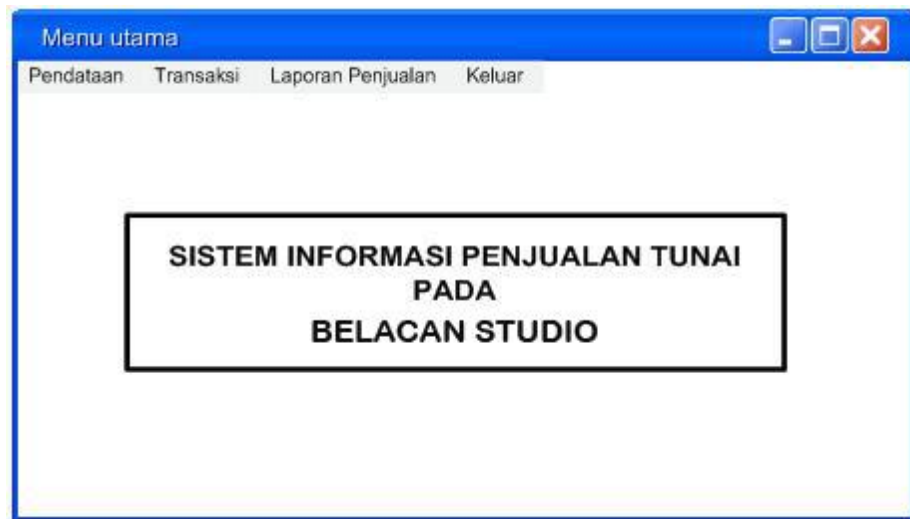 Menu utama
Pendataan Transaksi Laporan Penjualan Keluar
SISTEM INFORMASI PENJUALAN TUNAI
PADA
BELACAN STUDIO